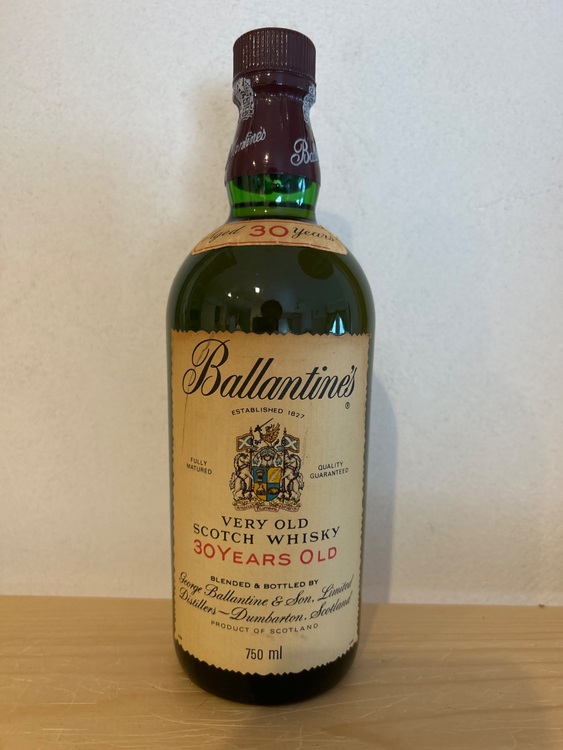 Ballantine's
Aged 30 Years
Ballantine's
®
ESTABLISHED 1827
FULLY
MATURED
QUALITY
GUARANTEED
VERY OLD
SCOTCH WHISKY
30 YEARS OLD
BLENDED & BOTTLED BY
George Ballantine & Son, Limited
Distillers – Dumbarton, Scotland
PRODUCT OF SCOTLAND
750 ml